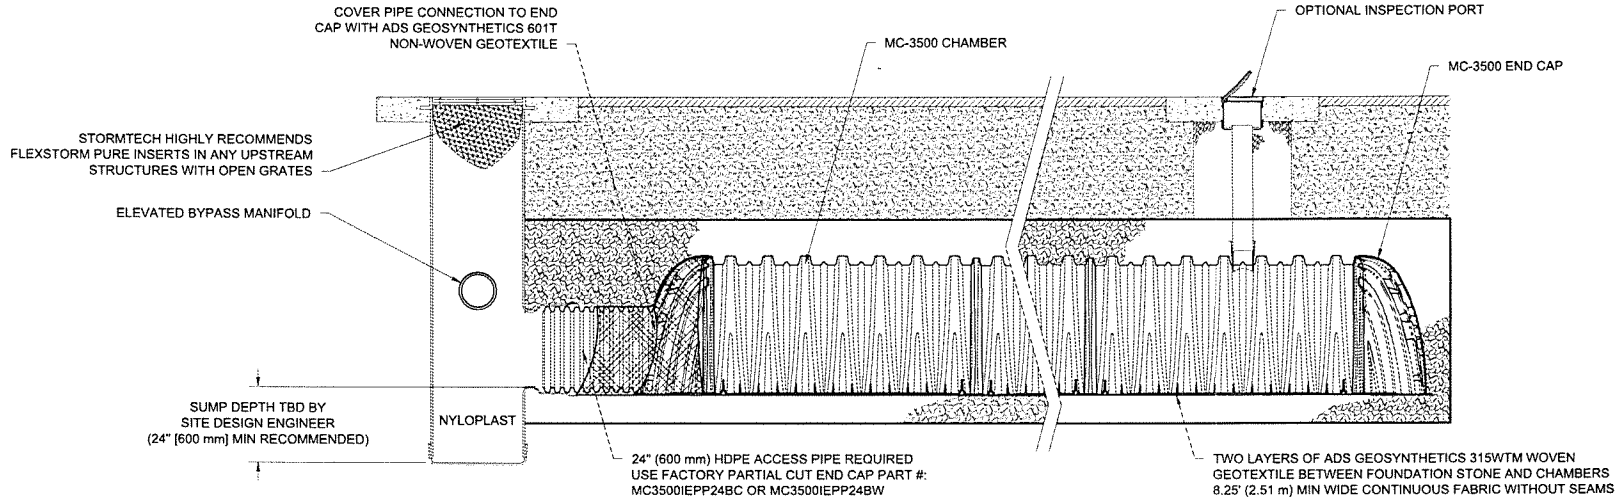 COVER PIPE CONNECTION TO END
CAP WITH ADS GEOSYNTHETICS 601T
NON-WOVEN GEOTEXTILE
MC-3500 CHAMBER
OPTIONAL INSPECTION PORT
MC-3500 END CAP
STORMTECH HIGHLY RECOMMENDS
FLEXSTORM PURE INSERTS IN ANY UPSTREAM
STRUCTURES WITH OPEN GRATES
ELEVATED BYPASS MANIFOLD
SUMP DEPTH TBD BY
SITE DESIGN ENGINEER
(24" [600 mm] MIN RECOMMENDED)
NYLOPLAST
24" (600 mm) HDPE ACCESS PIPE REQUIRED
USE FACTORY PARTIAL CUT END CAP PART #:
MC3500IEPP24BC OR MC3500IEPP24BW
TWO LAYERS OF ADS GEOSYNTHETICS 315WTM WOVEN
GEOTEXTILE BETWEEN FOUNDATION STONE AND CHAMBERS
8.25' (2.51 m) MIN WIDE CONTINUOUS FABRIC WITHOUT SEAMS